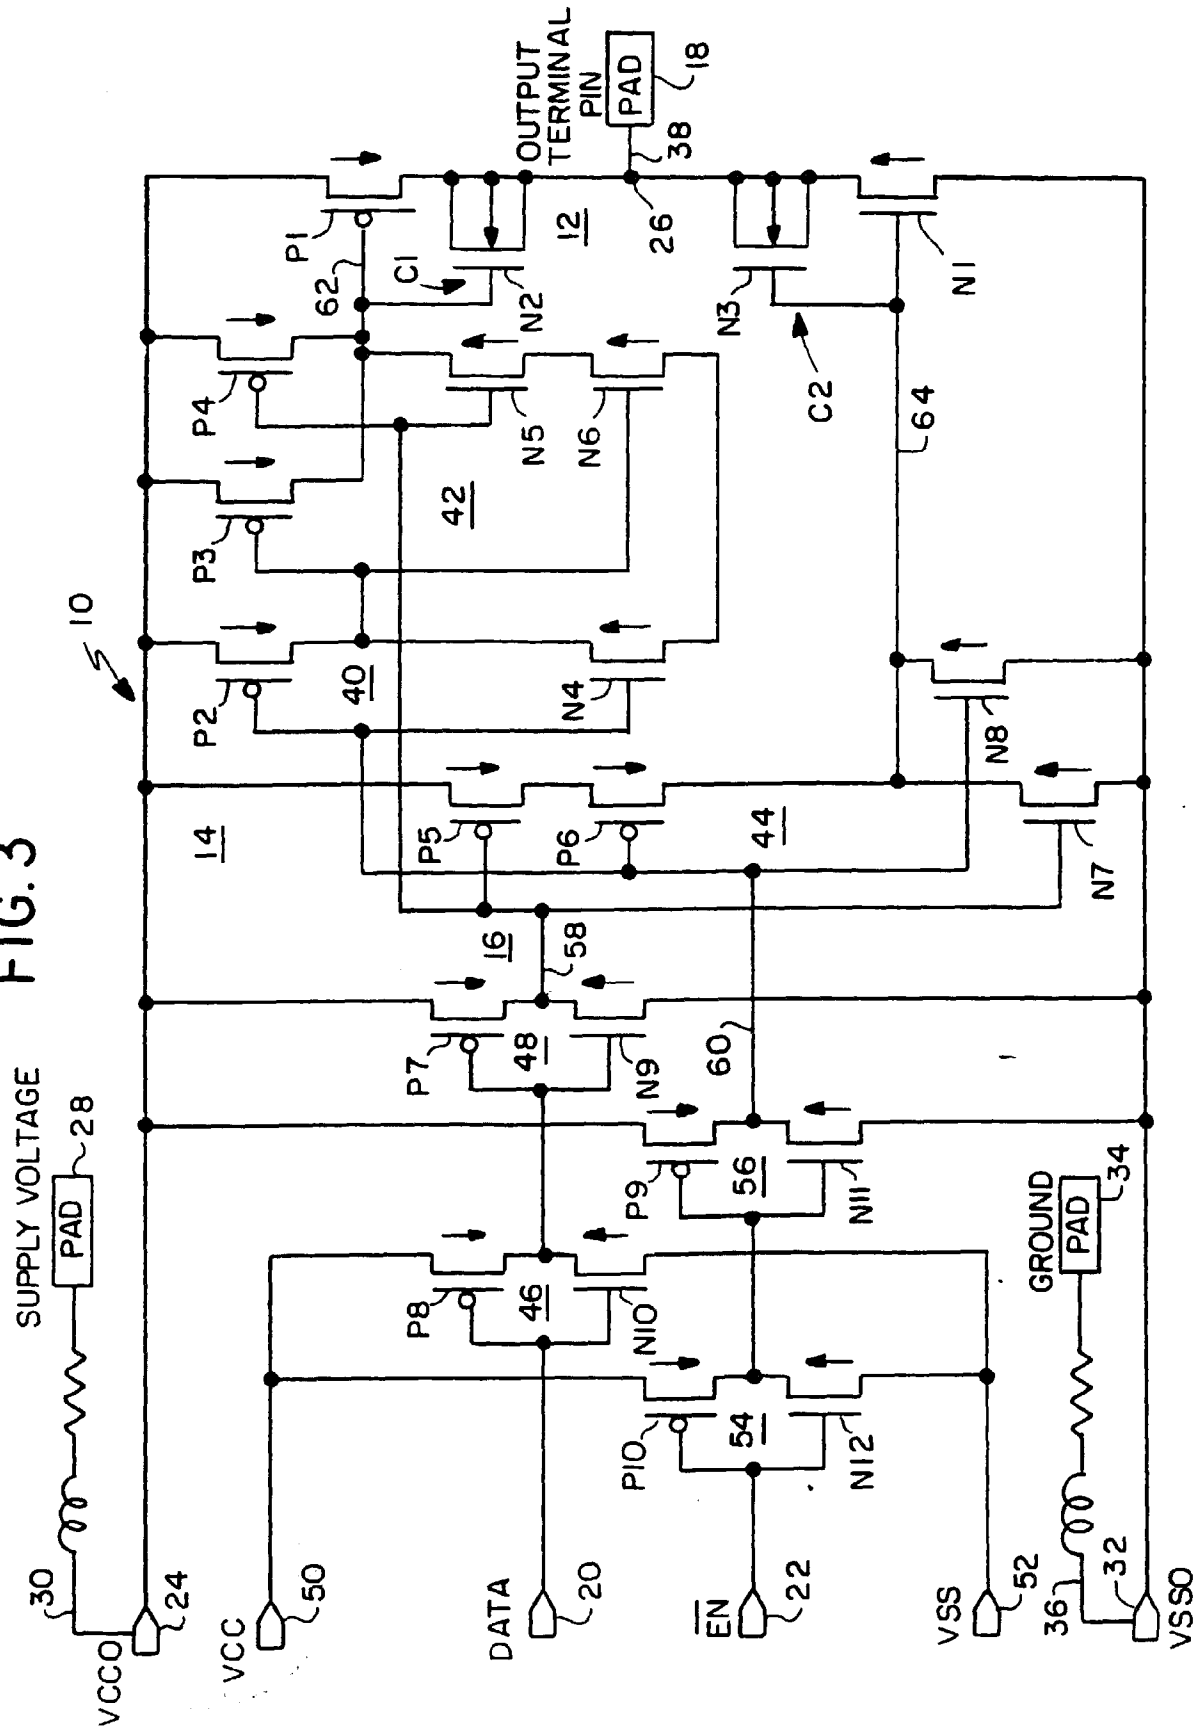 FIG. 3
SUPPLY VOLTAGE
PAD
28
30
VCCO
24
VCC
50
DATA
20
EN
22
VSS
52
VSSO
32
36
GROUND
PAD
34
10
14
16
P10
54
N12
P8
46
N10
P9
56
N11
P7
48
N9
58
60
P5
P6
44
N7
N8
P2
40
N4
P3
42
P4
N5
N6
62
P1
C1
N2
12
26
N3
C2
64
N1
OUTPUT
TERMINAL
PIN
PAD
38
18